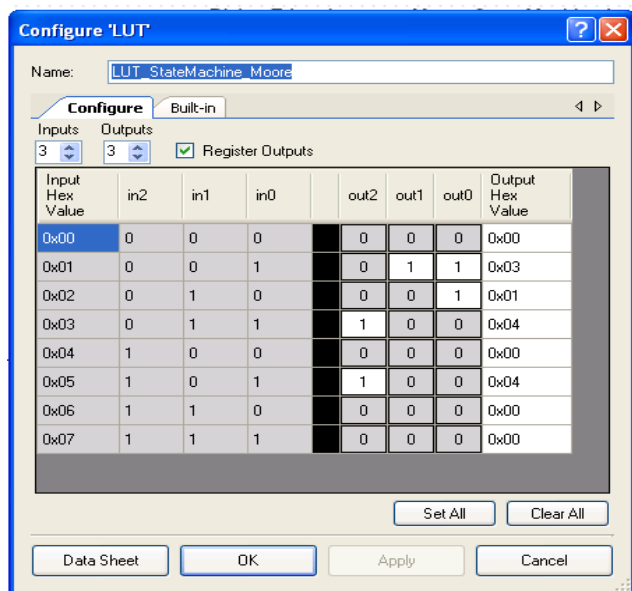 Configure 'LUT'
Name: LUT_StateMachine_Moore
Configure Built-in
Inputs Outputs
3 3 Register Outputs
Input Hex Value in2 in1 in0 out2 out1 out0 Output Hex Value
0x00 0 0 0 0 0 0 0x00
0x01 0 0 1 0 1 1 0x03
0x02 0 1 0 0 0 1 0x01
0x03 0 1 1 1 0 0 0x04
0x04 1 0 0 0 0 0 0x00
0x05 1 0 1 1 0 0 0x04
0x06 1 1 0 0 0 0 0x00
0x07 1 1 1 0 0 0 0x00
Set All Clear All
Data Sheet OK Apply Cancel